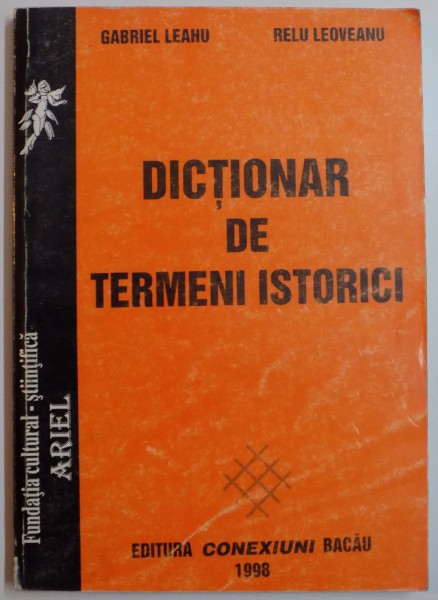 GABRIEL LEAHU RELU LEOVEANU
DICȚIONAR
DE
TERMENI ISTORICI
Fundația cultural - științifică
ARIEL
EDITURA CONEXIUNI BACĂU
1998